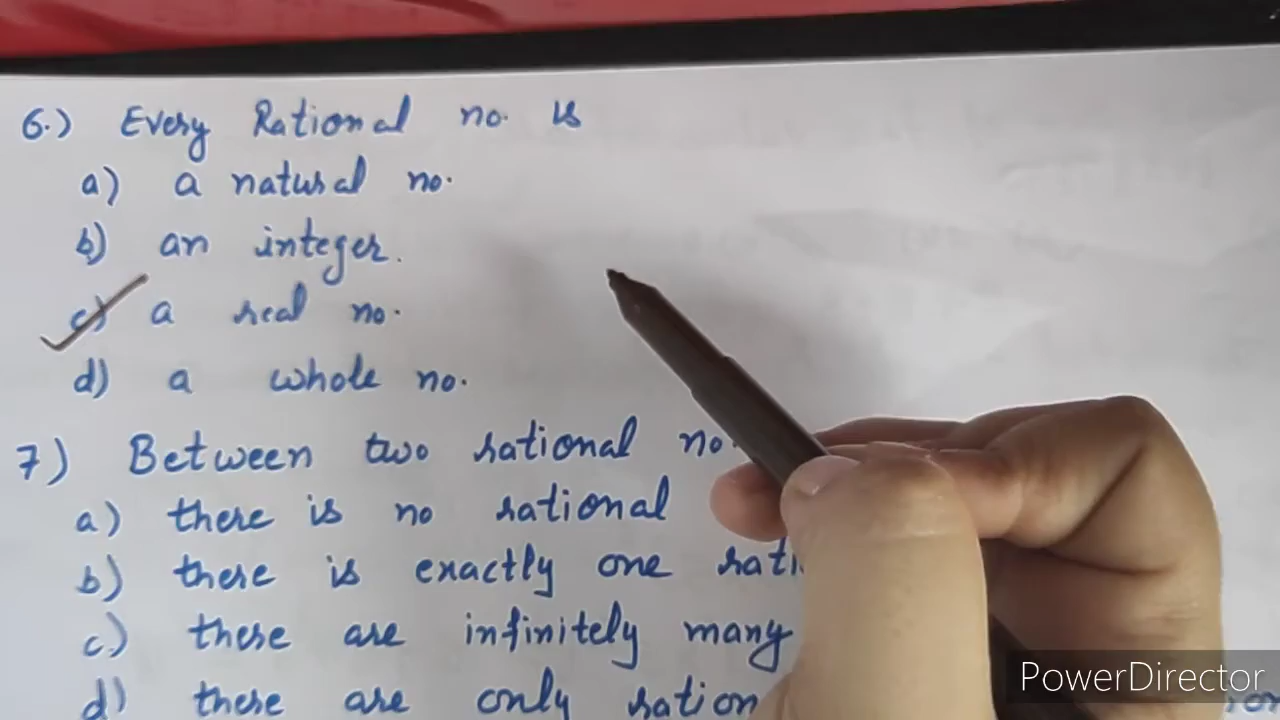 6.) Every Rational no. is
a) a natural no.
b) an integer.
c) a real no.
d) a whole no.
7) Between two rational no.
a) there is no rational
b) there is exactly one
c) there are infinitely many
d) there are only
PowerDirector